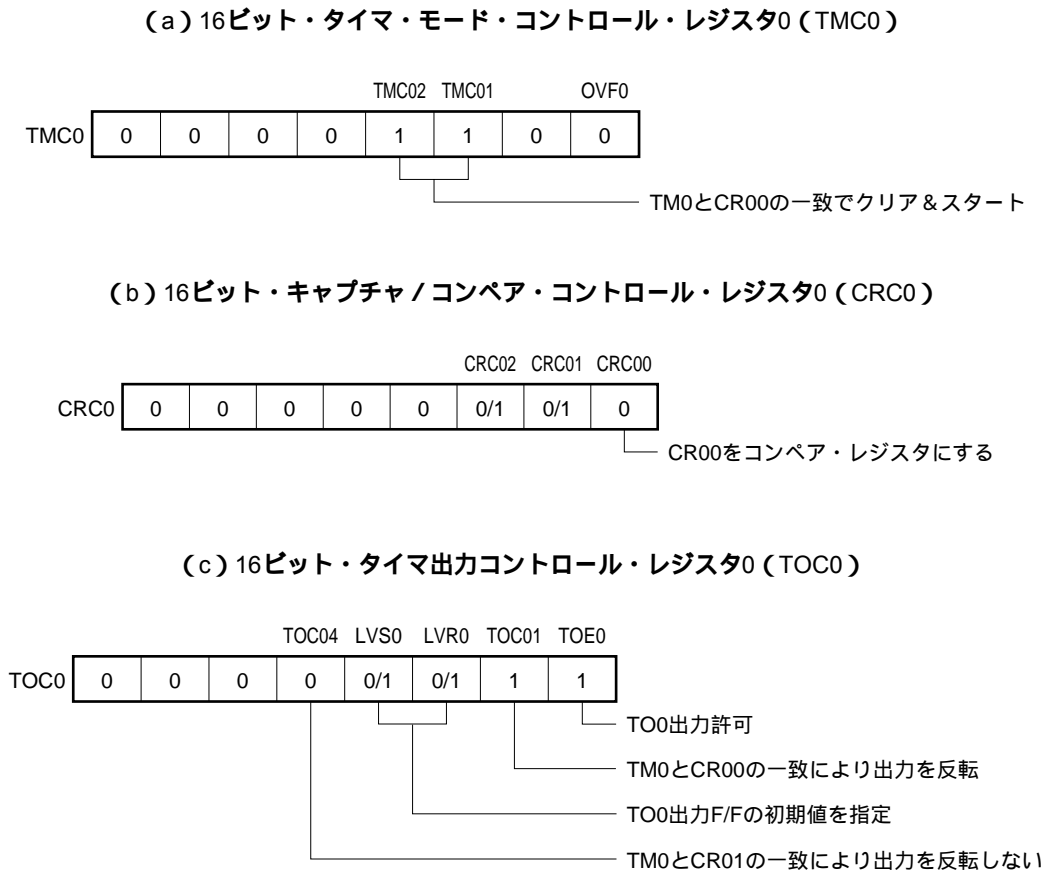 （a）16ビット・タイマ・モード・コントロール・レジスタ0（TMC0）
TMC02 TMC01 OVF0
TMC0 0 0 0 0 1 1 0 0
TM0とCR00の一致でクリア＆スタート
（b）16ビット・キャプチャ／コンペア・コントロール・レジスタ0（CRC0）
CRC02 CRC01 CRC00
CRC0 0 0 0 0 0 0/1 0/1 0
CR00をコンペア・レジスタにする
（c）16ビット・タイマ出力コントロール・レジスタ0（TOC0）
TOC04 LVS0 LVR0 TOC01 TOE0
TOC0 0 0 0 0 0/1 0/1 1 1
TO0出力許可
TM0とCR00の一致により出力を反転
TO0出力F/Fの初期値を指定
TM0とCR01の一致により出力を反転しない